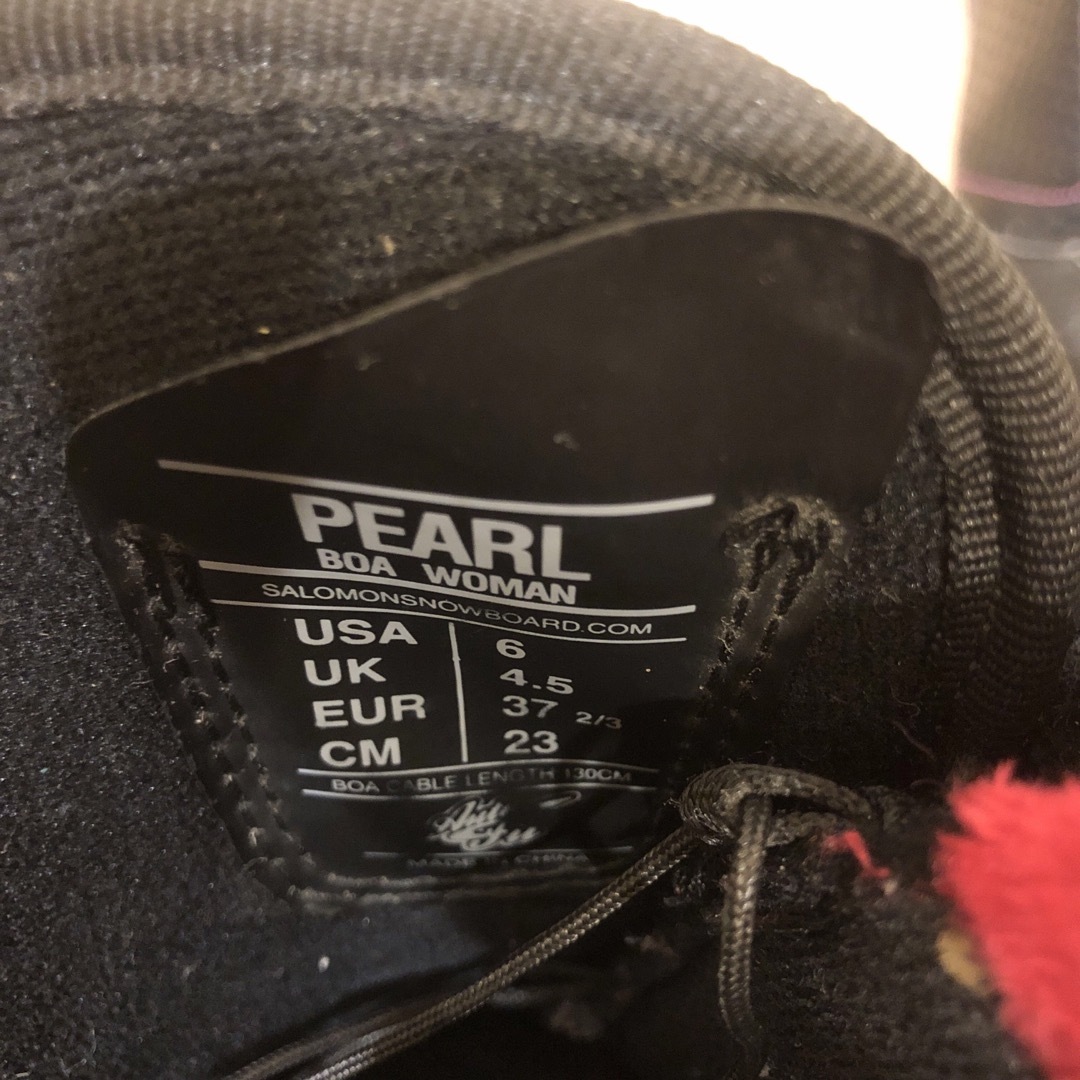 PEARL
BOA WOMAN
SALOMONSNOWBOARD.COM
USA 6
UK 4.5
EUR 37 2/3
CM 23
BOA CABLE LENGTH 130CM
MADE IN CHINA